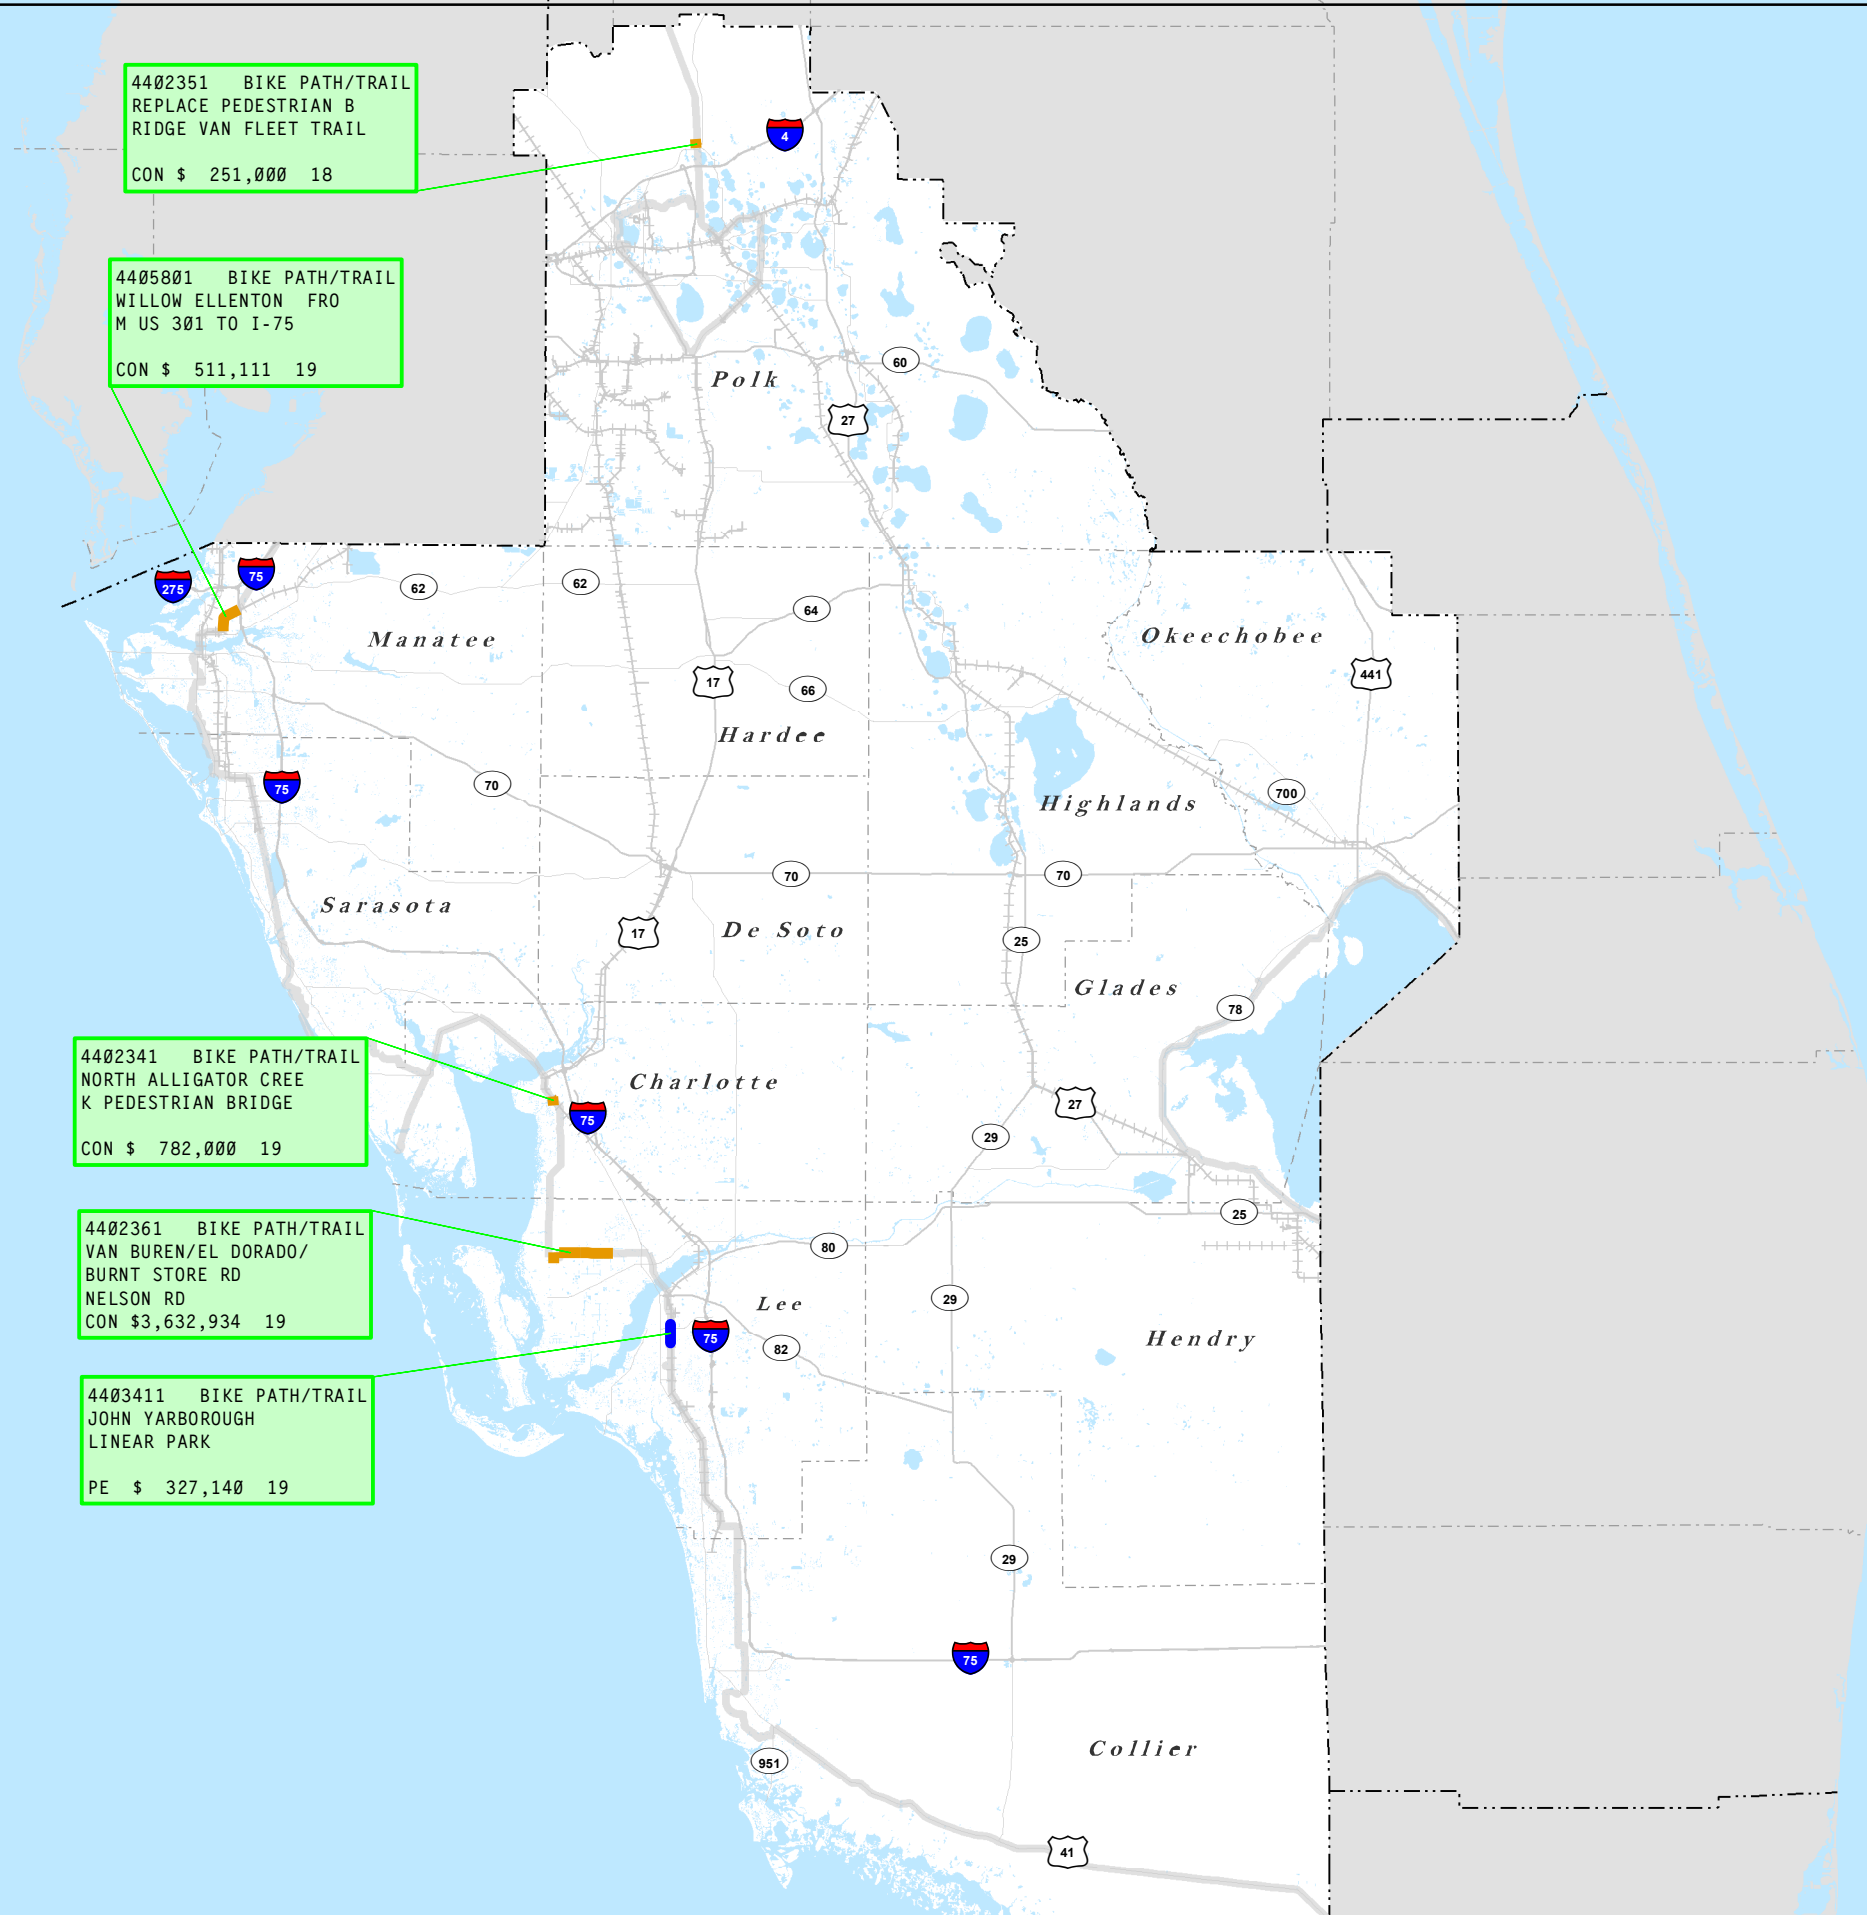 4402351 BIKE PATH/TRAIL
REPLACE PEDESTRIAN B
RIDGE VAN FLEET TRAIL
CON $ 251,000 18
4
4405801 BIKE PATH/TRAIL
WILLOW ELLENTON FRO
M US 301 TO I-75
CON $ 511,111 19
60
Polk
27
275
75
62
62
64
Manatee
Okeechobee
17
441
66
Hardee
75
70
700
Highlands
70
70
Sarasota
17
De Soto
25
Glades
78
4402341 BIKE PATH/TRAIL
NORTH ALLIGATOR CREE
K PEDESTRIAN BRIDGE
CON $ 782,000 19
Charlotte
75
27
29
4402361 BIKE PATH/TRAIL
VAN BUREN/EL DORADO/
BURNT STORE RD
NELSON RD
CON $3,632,934 19
25
80
Lee
29
75
82
Hendry
4403411 BIKE PATH/TRAIL
JOHN YARBOROUGH
LINEAR PARK
PE $ 327,140 19
29
75
Collier
951
41